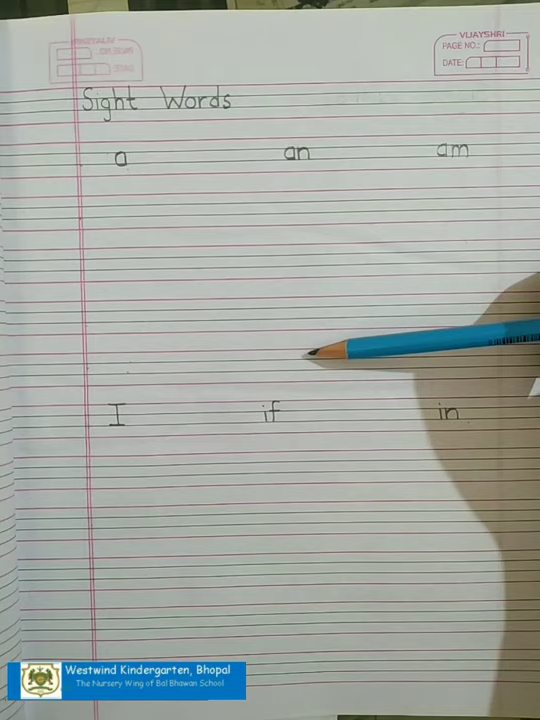 VIJAYSHRI
PAGE NO.:
DATE:
Sight Words
a an am
I if in
Westwind Kindergarten, Bhopal
The Nursery Wing of Bal Bhawan School